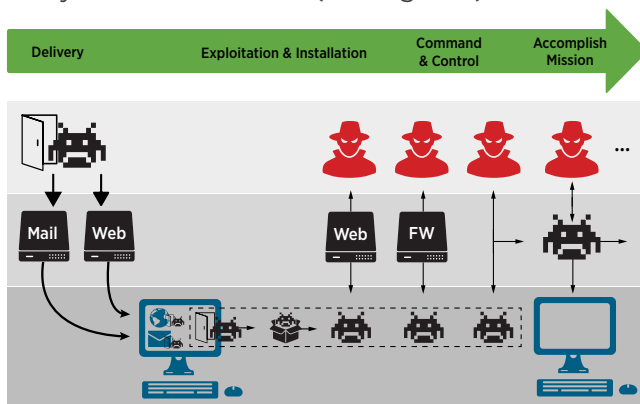 Delivery
Exploitation & Installation
Command
& Control
Accomplish
Mission
...
Mail
Web
Web
FW